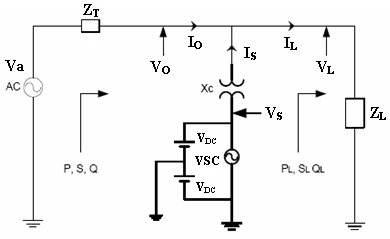 Z_T
I_O
I_S
I_L
Va
V_O
V_L
AC
Xc
V_S
Z_L
V_DC
VSC
P, S, Q
P_L, S_L Q_L
V_DC